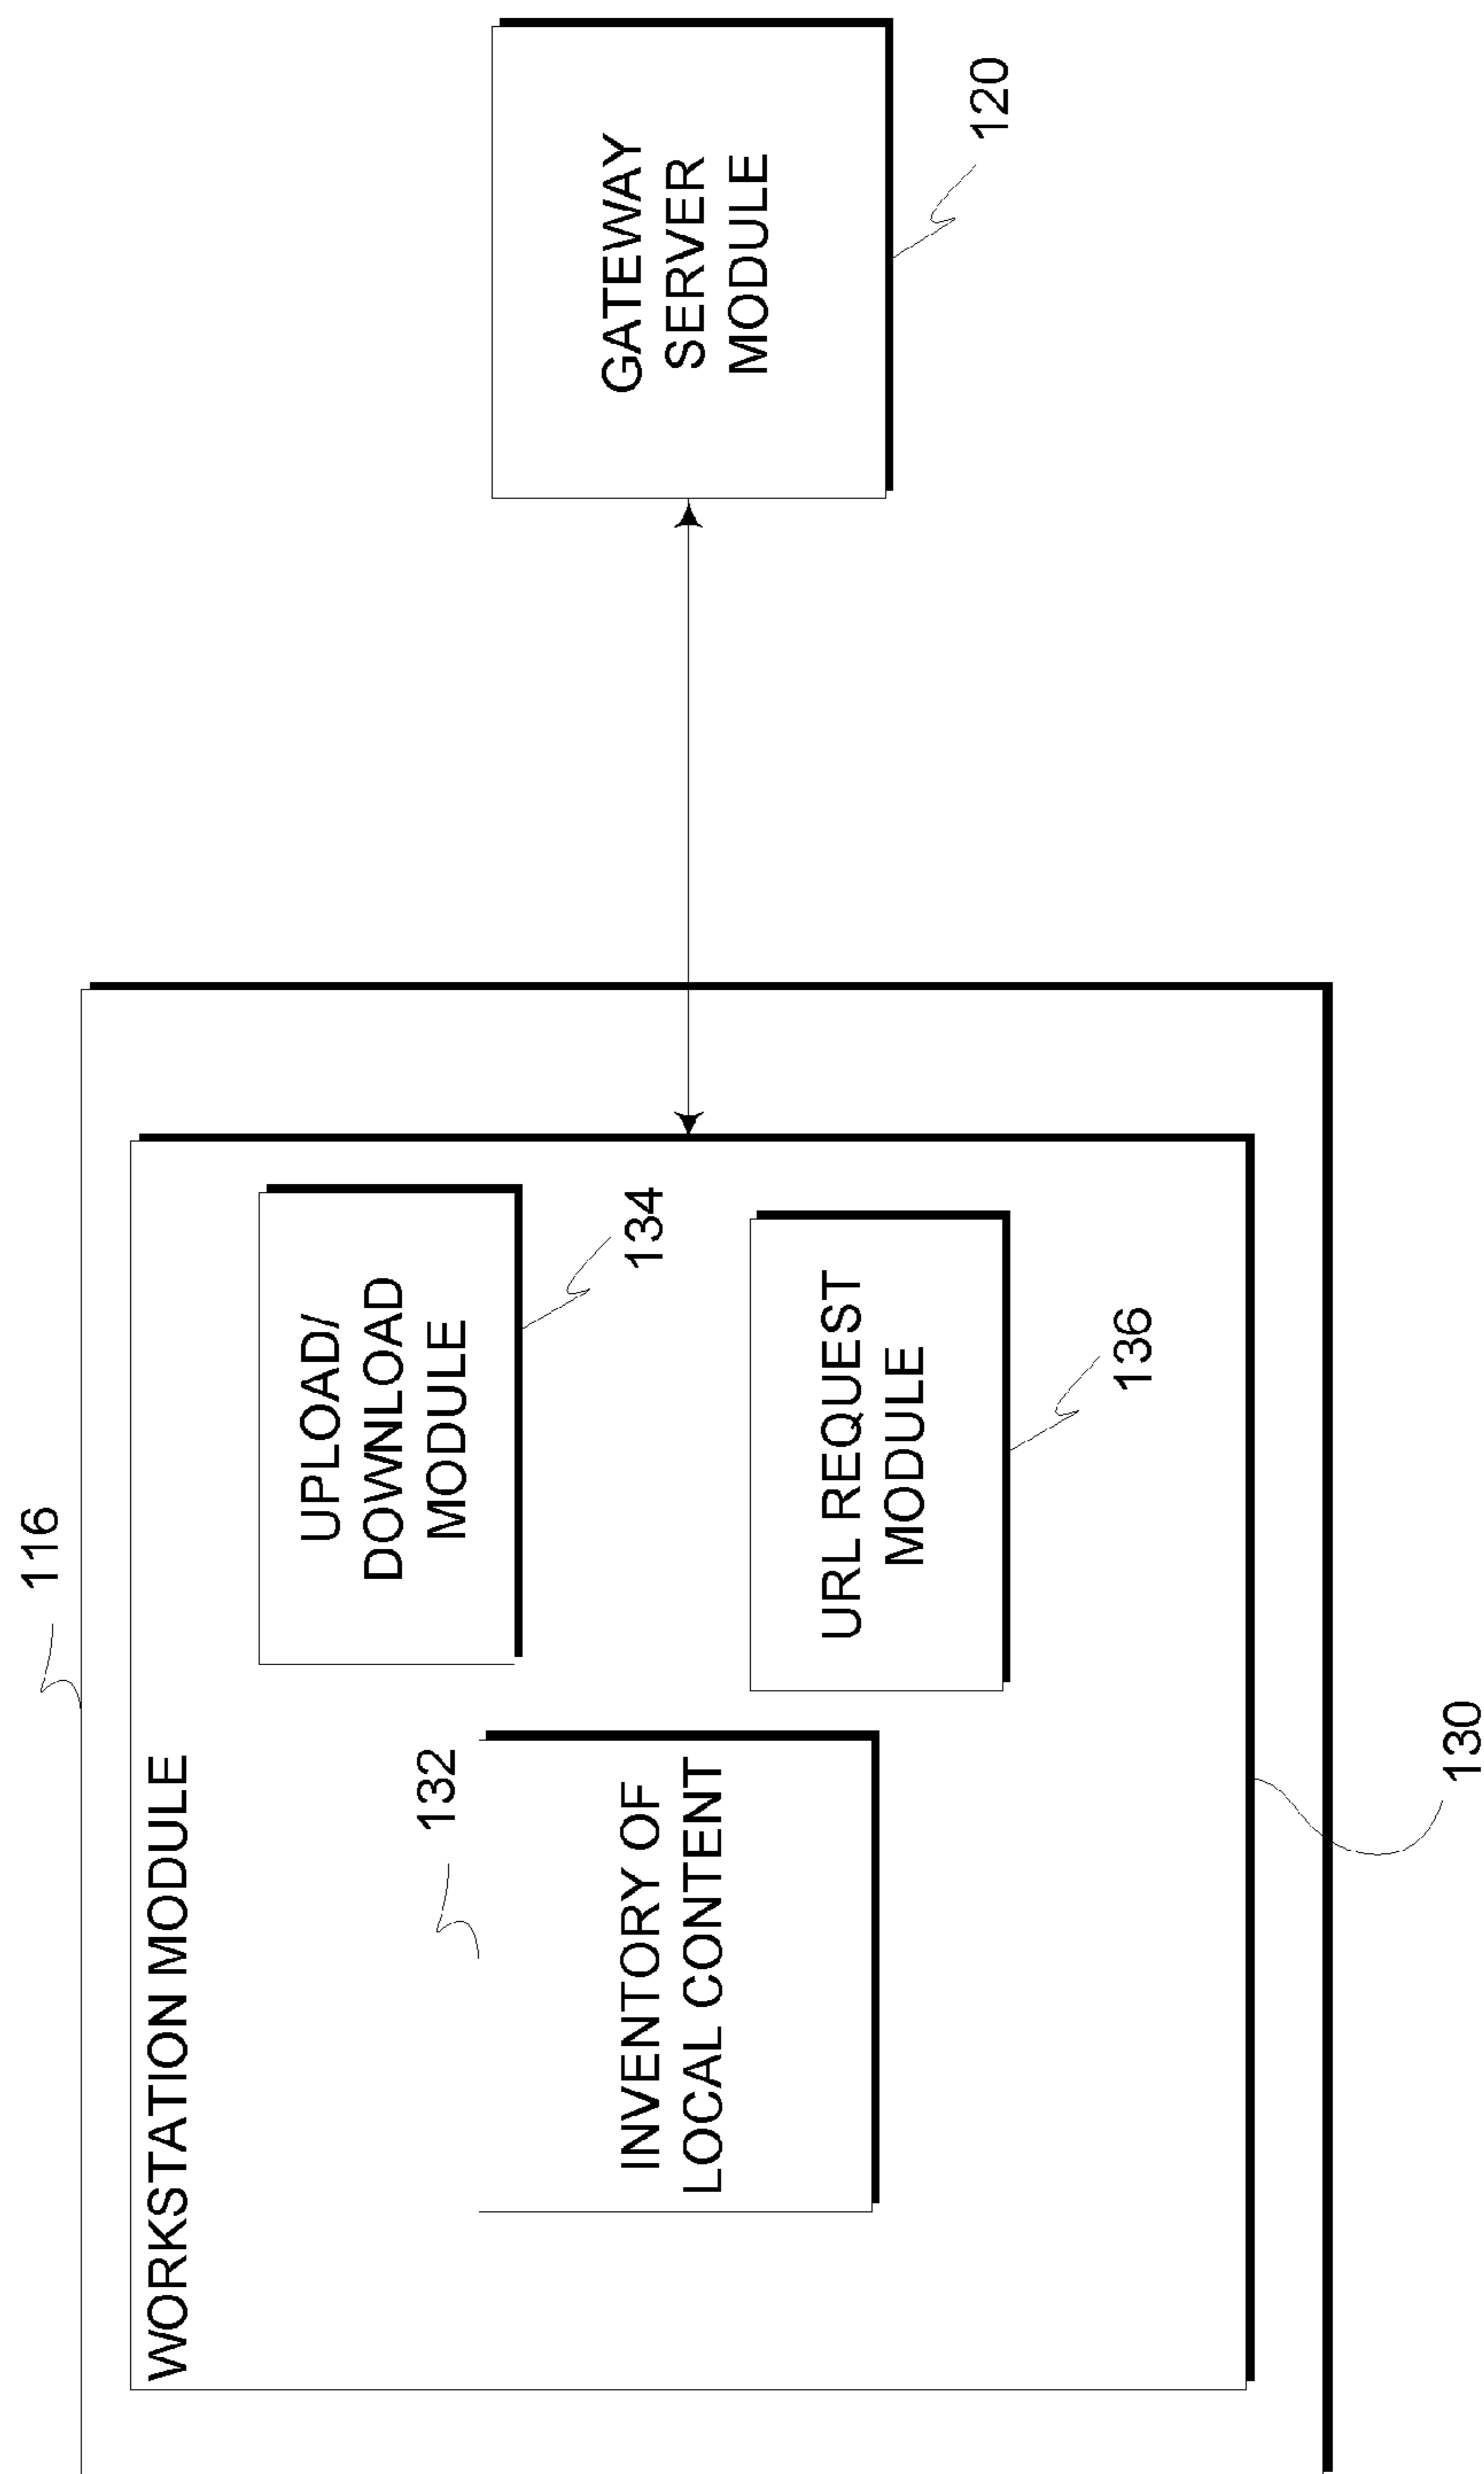 116
WORKSTATION MODULE
132
INVENTORY OF
LOCAL CONTENT
UPLOAD/
DOWNLOAD
MODULE
134
URL REQUEST
MODULE
136
130
GATEWAY
SERVER
MODULE
120